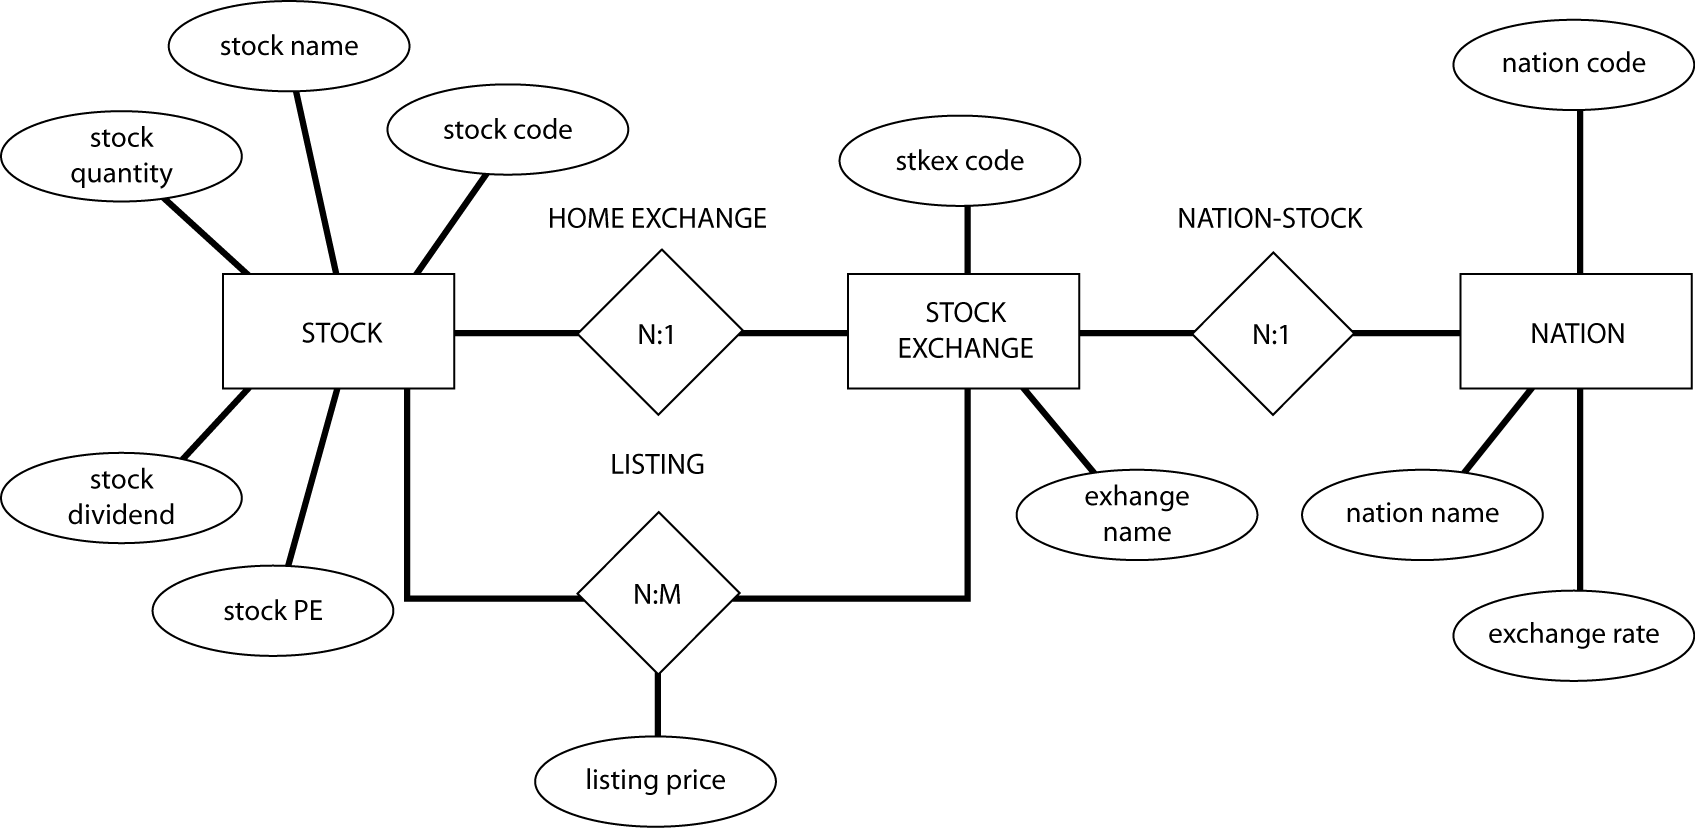 stock name
nation code
stock code
stock
quantity
stkex code
HOME EXCHANGE
NATION-STOCK
STOCK
N:1
STOCK
EXCHANGE
N:1
NATION
LISTING
stock
dividend
exhange
name
nation name
N:M
stock PE
exchange rate
listing price